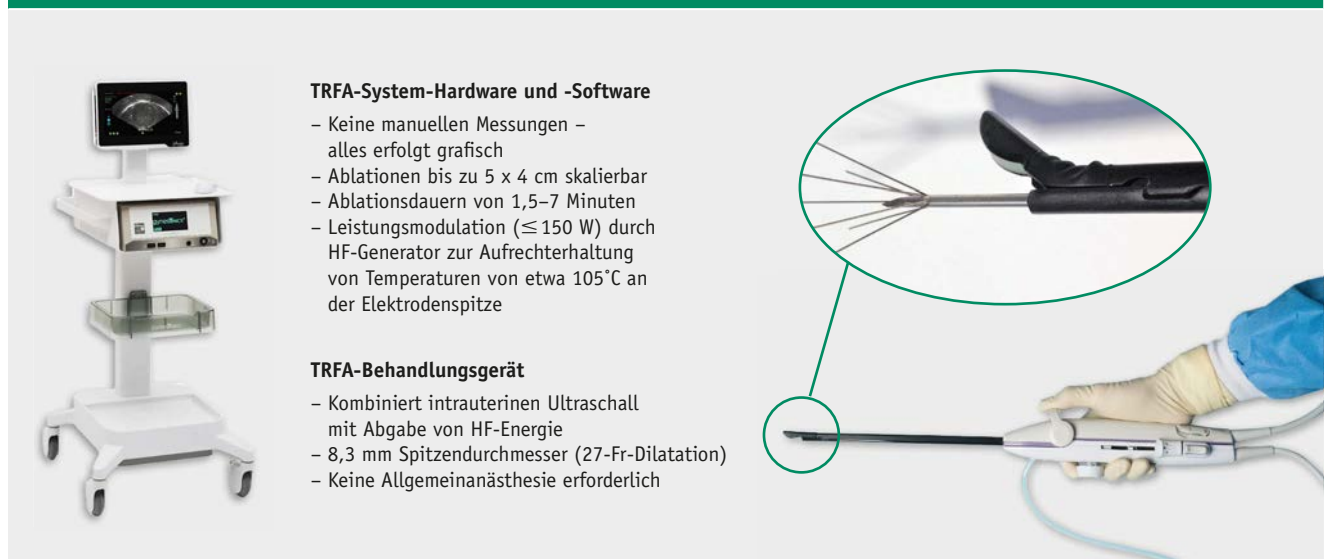 TRFA-System-Hardware und -Software
– Keine manuellen Messungen –
alles erfolgt grafisch
– Ablationen bis zu 5 x 4 cm skalierbar
– Ablationsdauern von 1,5–7 Minuten
– Leistungsmodulation (≤ 150 W) durch
HF-Generator zur Aufrechterhaltung
von Temperaturen von etwa 105˚C an
der Elektrodenspitze
TRFA-Behandlungsgerät
– Kombiniert intrauterinen Ultraschall
mit Abgabe von HF-Energie
– 8,3 mm Spitzendurchmesser (27-Fr-Dilatation)
– Keine Allgemeinanästhesie erforderlich